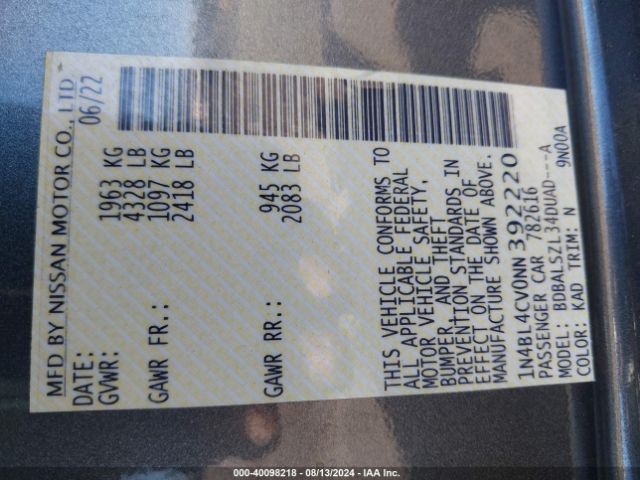 MFD BY NISSAN MOTOR CO., LTD.
DATE: 06/22
GVWR: 1963 KG
4328 LB
GAWR FR.: 1097 KG
2418 LB
GAWR RR.: 945 KG
2083 LB
THIS VEHICLE CONFORMS TO
ALL APPLICABLE FEDERAL
MOTOR VEHICLE SAFETY,
BUMPER, AND THEFT
PREVENTION STANDARDS IN
EFFECT ON THE DATE OF
MANUFACTURE SHOWN ABOVE.
1N4BL4CV0NN392220
PASSENGER CAR 782616
MODEL: BDBALSZL34DUAD---A
COLOR: KAD TRIM: N 9N00A
000-40098218 - 08/13/2024 - IAA Inc.